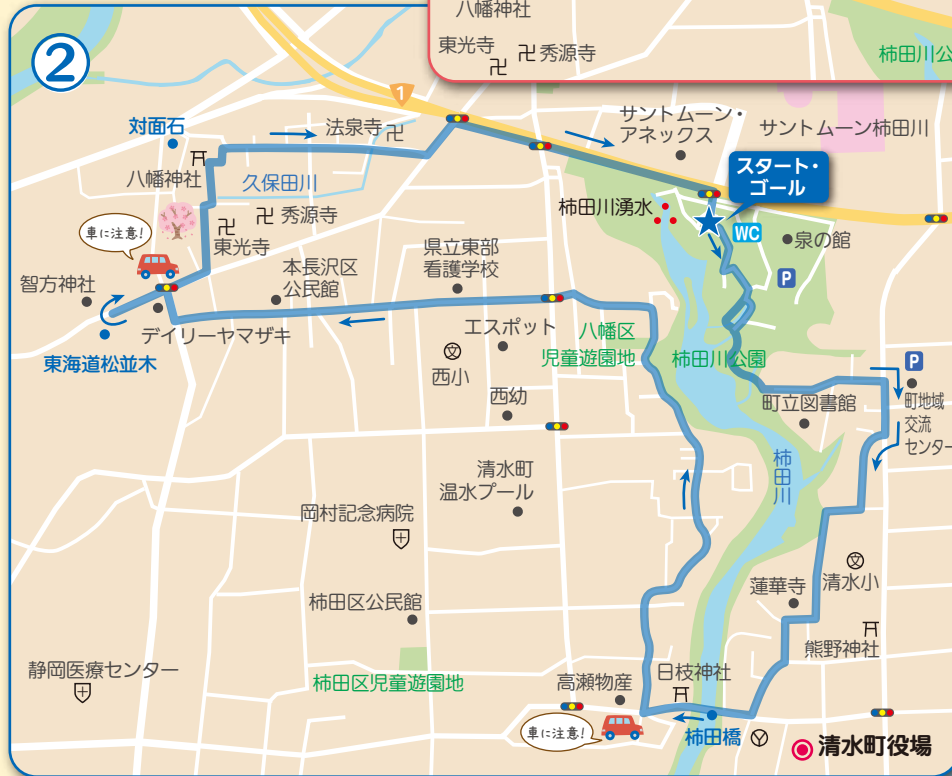 八幡神社
東光寺
秀源寺
柿田川公
②
1
対面石
法泉寺
サントムーン・
アネックス
サントムーン柿田川
八幡神社
久保田川
スタート・
ゴール
柿田川湧水
WC
泉の館
車に注意!
秀源寺
東光寺
県立東部
看護学校
本長沢区
公民館
P
智方神社
デイリーヤマザキ
エスポット
八幡区
児童遊園地
柿田川公園
東海道松並木
文
西小
P
西幼
町立図書館
町地域
交流
センター
清水町
温水プール
柿田川
岡村記念病院
文
清水小
蓮華寺
柿田区公民館
熊野神社
静岡医療センター
柿田区児童遊園地
高瀬物産
日枝神社
車に注意!
柿田橋
清水町役場